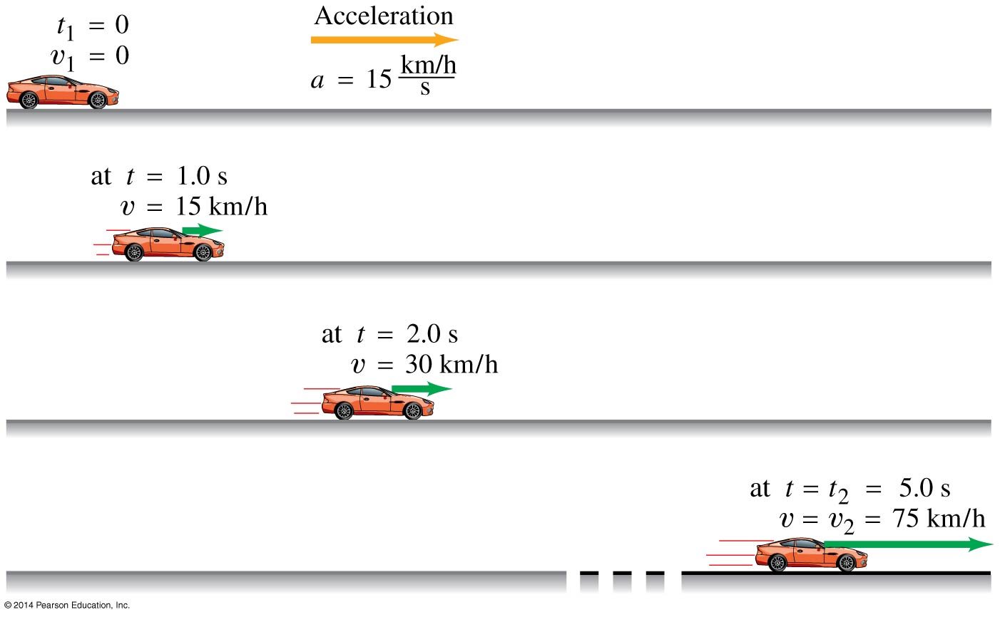 t₁ = 0
v₁ = 0
Acceleration
a = 15 km/h
s
at t = 1.0 s
v = 15 km/h
at t = 2.0 s
v = 30 km/h
at t = t₂ = 5.0 s
v = v₂ = 75 km/h
© 2014 Pearson Education, Inc.